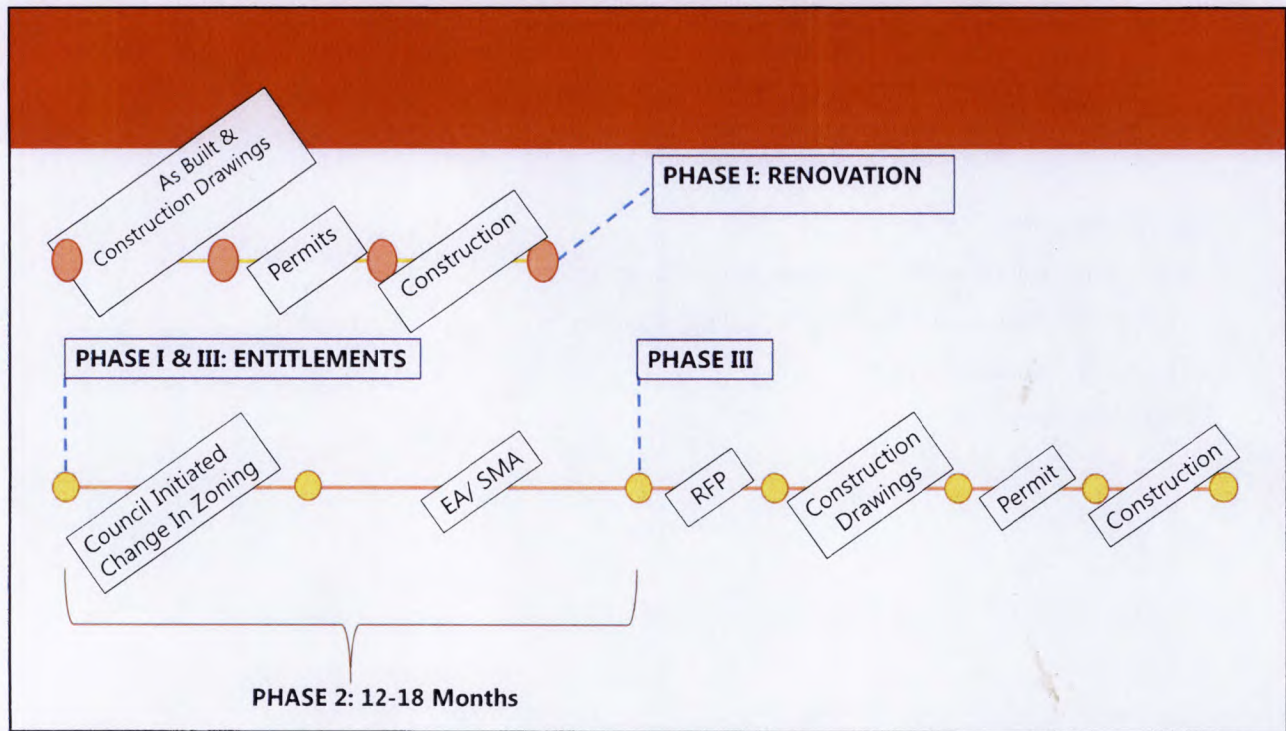 As Built &
Construction Drawings
Permits
Construction
PHASE I: RENOVATION
PHASE I & III: ENTITLEMENTS
PHASE III
Council Initiated
Change In Zoning
EA/ SMA
RFP
Construction
Drawings
Permit
Construction
PHASE 2: 12-18 Months